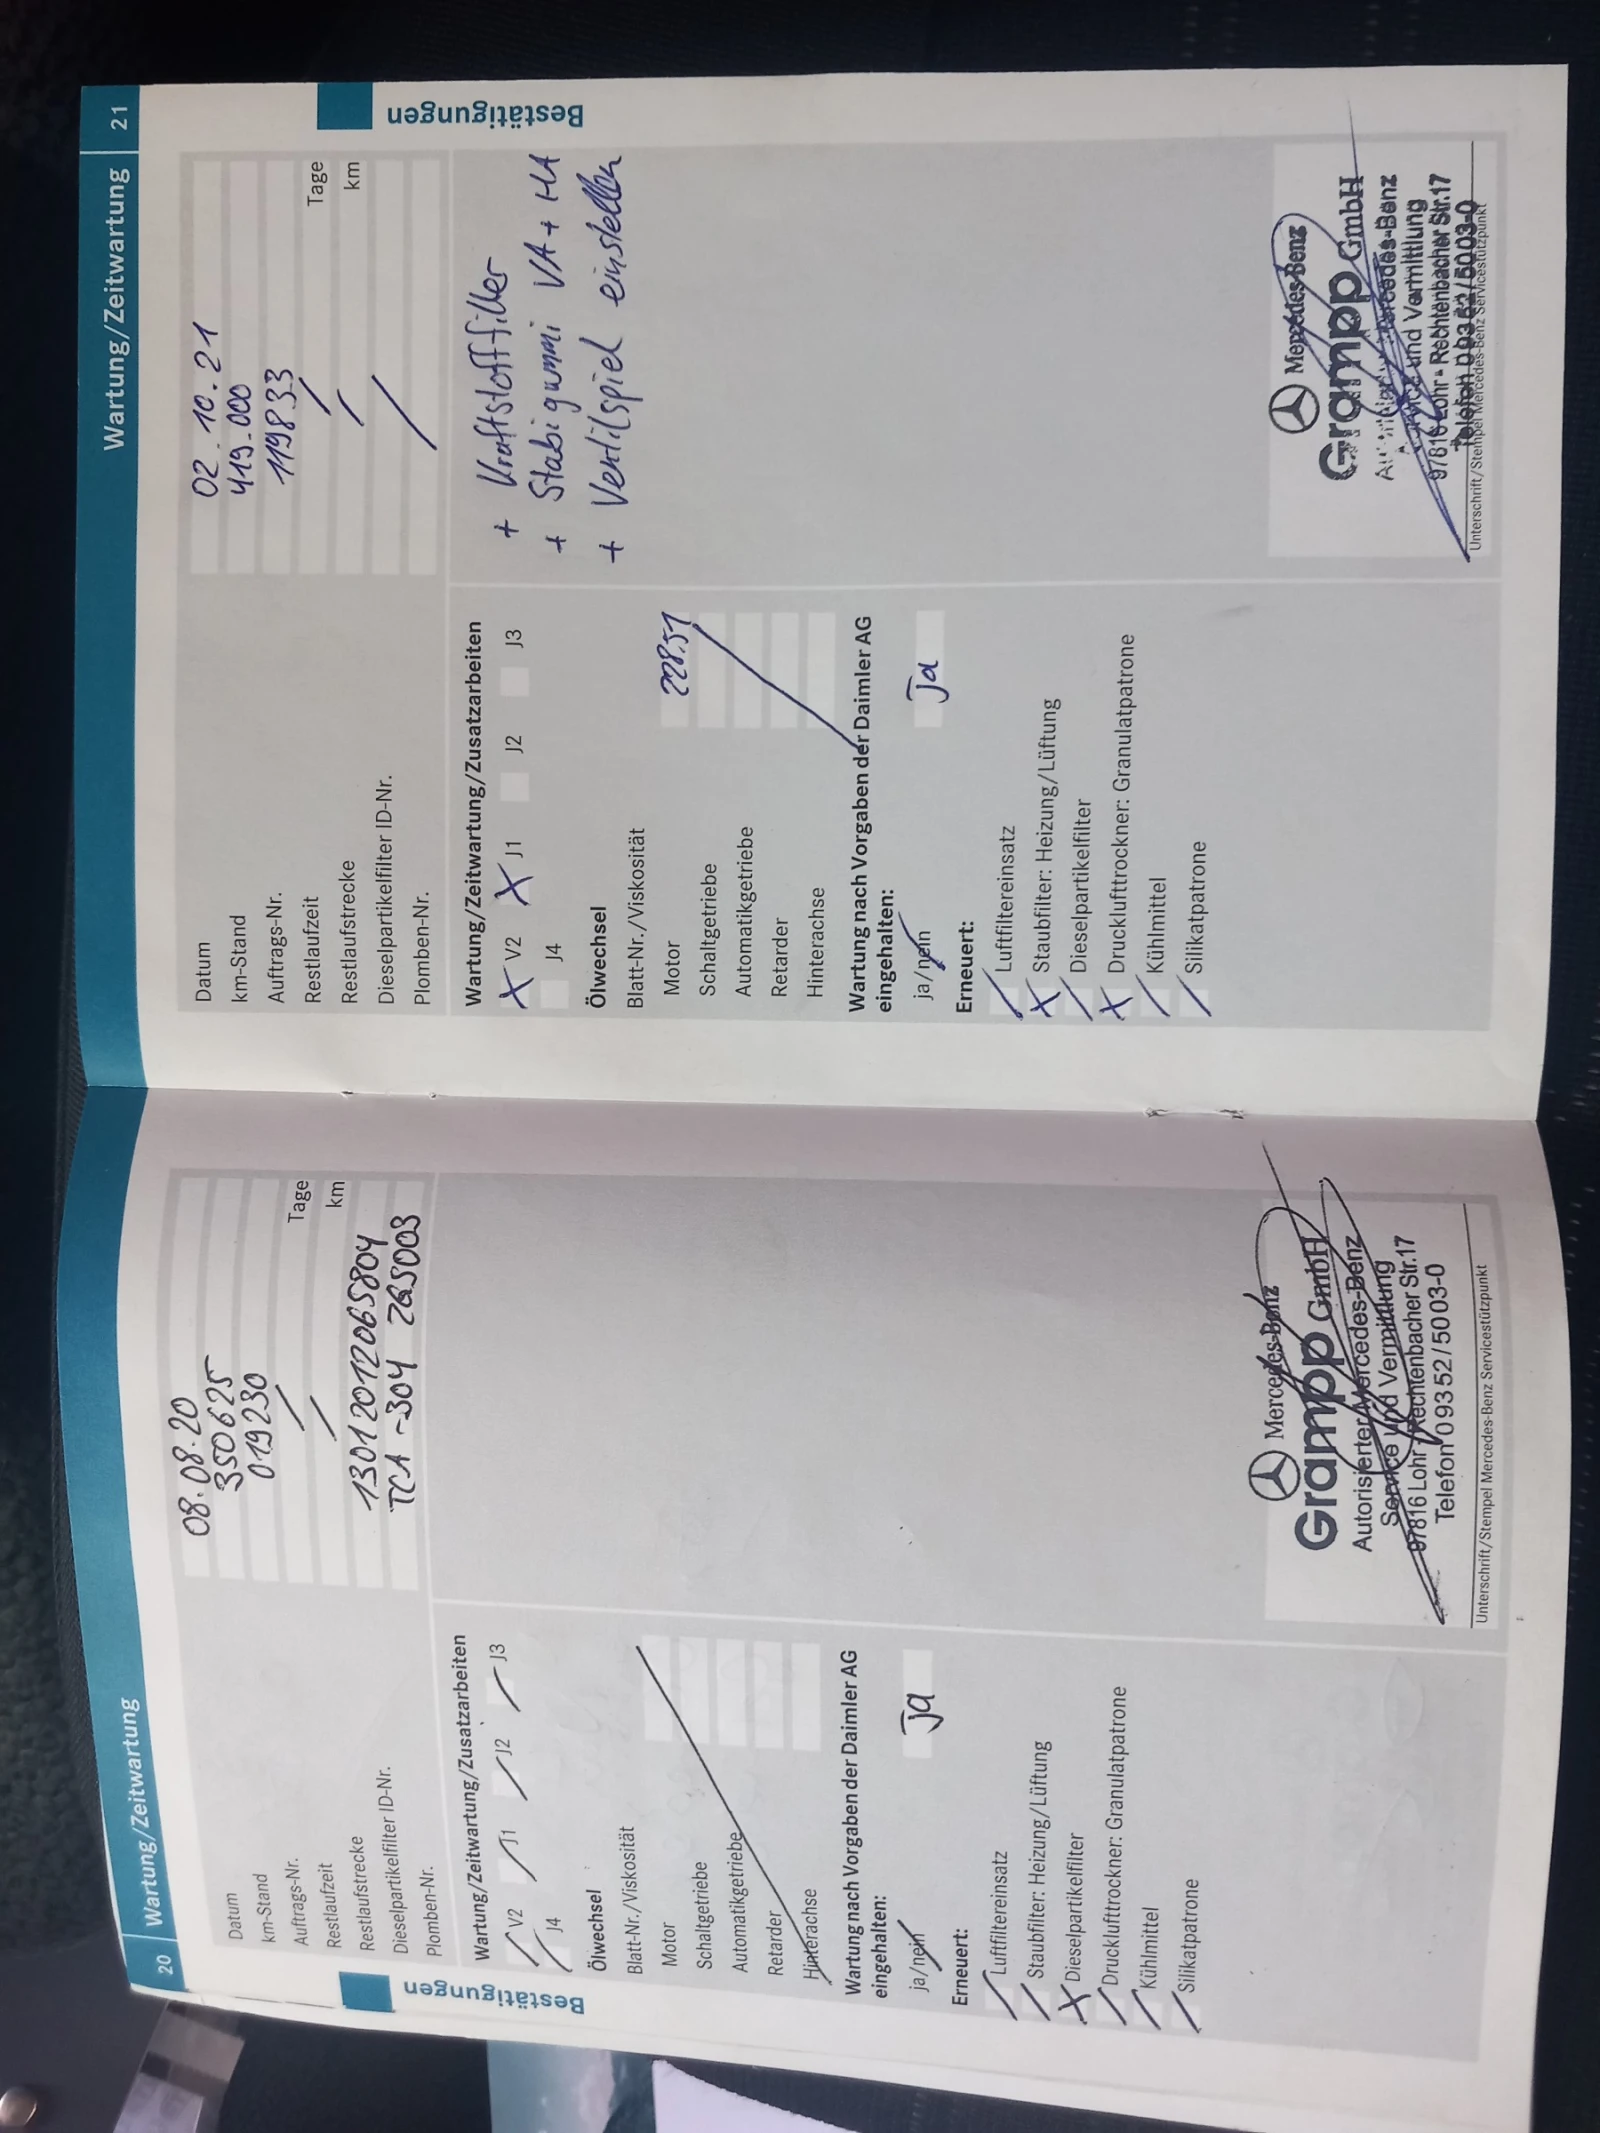 20 Wartung/Zeitwartung
Bestätigungen
Datum 08.08.20
km-Stand 350625
Auftrags-Nr. 019230
Restlaufzeit / Tage
Restlaufstrecke / km
Dieselpartikelfilter ID-Nr. 13012012065804
Plomben-Nr. TCA-304 265003
Wartung/Zeitwartung/Zusatzarbeiten
/ V2 / J1 / J2 / J3
/ J4
Ölwechsel
Blatt-Nr./Viskosität
Motor
Schaltgetriebe
Automatikgetriebe
Retarder
Hinterachse
Wartung nach Vorgaben der Daimler AG
eingehalten:
ja/nein ja
Erneuert:
/ Luftfiltereinsatz
/ Staubfilter: Heizung/Lüftung
X Dieselpartikelfilter
/ Drucklufttrockner: Granulatpatrone
/ Kühlmittel
/ Silikatpatrone
Mercedes-Benz
Grampp GmbH
Autorisierter Mercedes-Benz
Service und Vermittlung
97816 Lohr - Rechtenbacher Str.17
Telefon 09352/5003-0
Unterschrift/Stempel Mercedes-Benz Servicestützpunkt
Wartung/Zeitwartung 21
Bestätigungen
Datum 02.10.21
km-Stand 419.000
Auftrags-Nr. 119833
Restlaufzeit / Tage
Restlaufstrecke / km
Dieselpartikelfilter ID-Nr. /
Plomben-Nr.
Wartung/Zeitwartung/Zusatzarbeiten
X V2 X J1 J2 J3
J4
+ Kraftstofffilter
+ Stabigummi VA + HA
+ Ventilspiel einstellen
Ölwechsel
Blatt-Nr./Viskosität
Motor 228.51
Schaltgetriebe
Automatikgetriebe
Retarder
Hinterachse
Wartung nach Vorgaben der Daimler AG
eingehalten:
ja/nein Ja
Erneuert:
/ Luftfiltereinsatz
X Staubfilter: Heizung/Lüftung
/ Dieselpartikelfilter
X Drucklufttrockner: Granulatpatrone
/ Kühlmittel
/ Silikatpatrone
Mercedes-Benz
Grampp GmbH
Mercedes-Benz
Service und Vermittlung
97816 Lohr - Rechtenbacher Str.17
Telefon 09352/5003-0
Unterschrift/Stempel Mercedes-Benz Servicestützpunkt